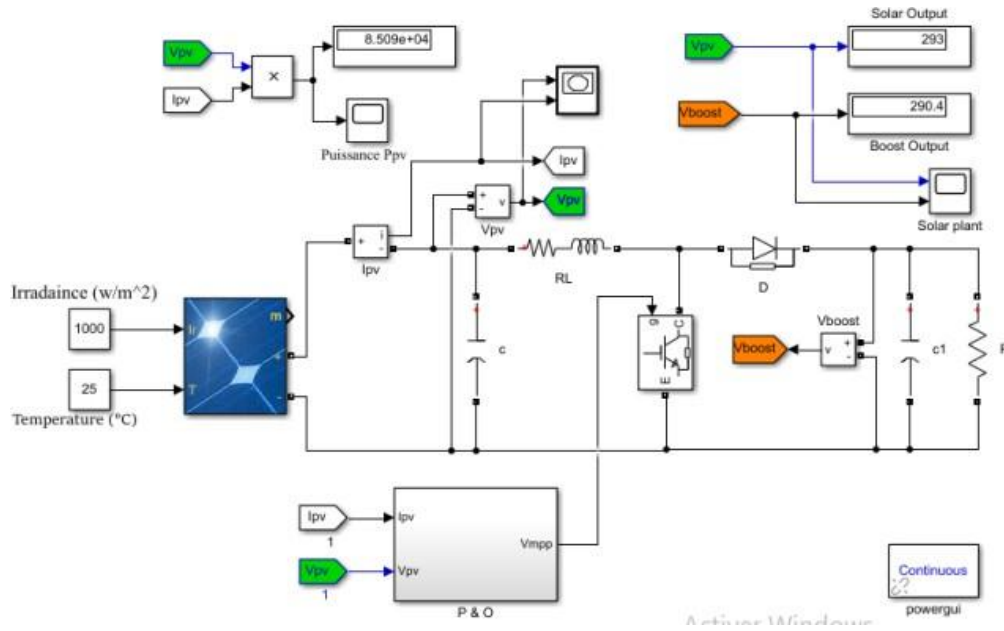 Solar Output
Vpv
8.509e+04
Vpv
293
×
Ipv
Vboost
290.4
Boost Output
Puissance Ppv
Ipv
+
-
v
Vpv
Vpv
Solar plant
+
i
-
Ipv
RL
D
Irradaince (w/m^2)
m
g
C
Vboost
1000
Ir
+
c
Vboost
v
+
-
c1
R
25
T
-
E
Temperature (°C)
Ipv
1
Ipv
Vmpp
Vpv
1
Vpv
Continuous
P & O
powergui
Activer Windows